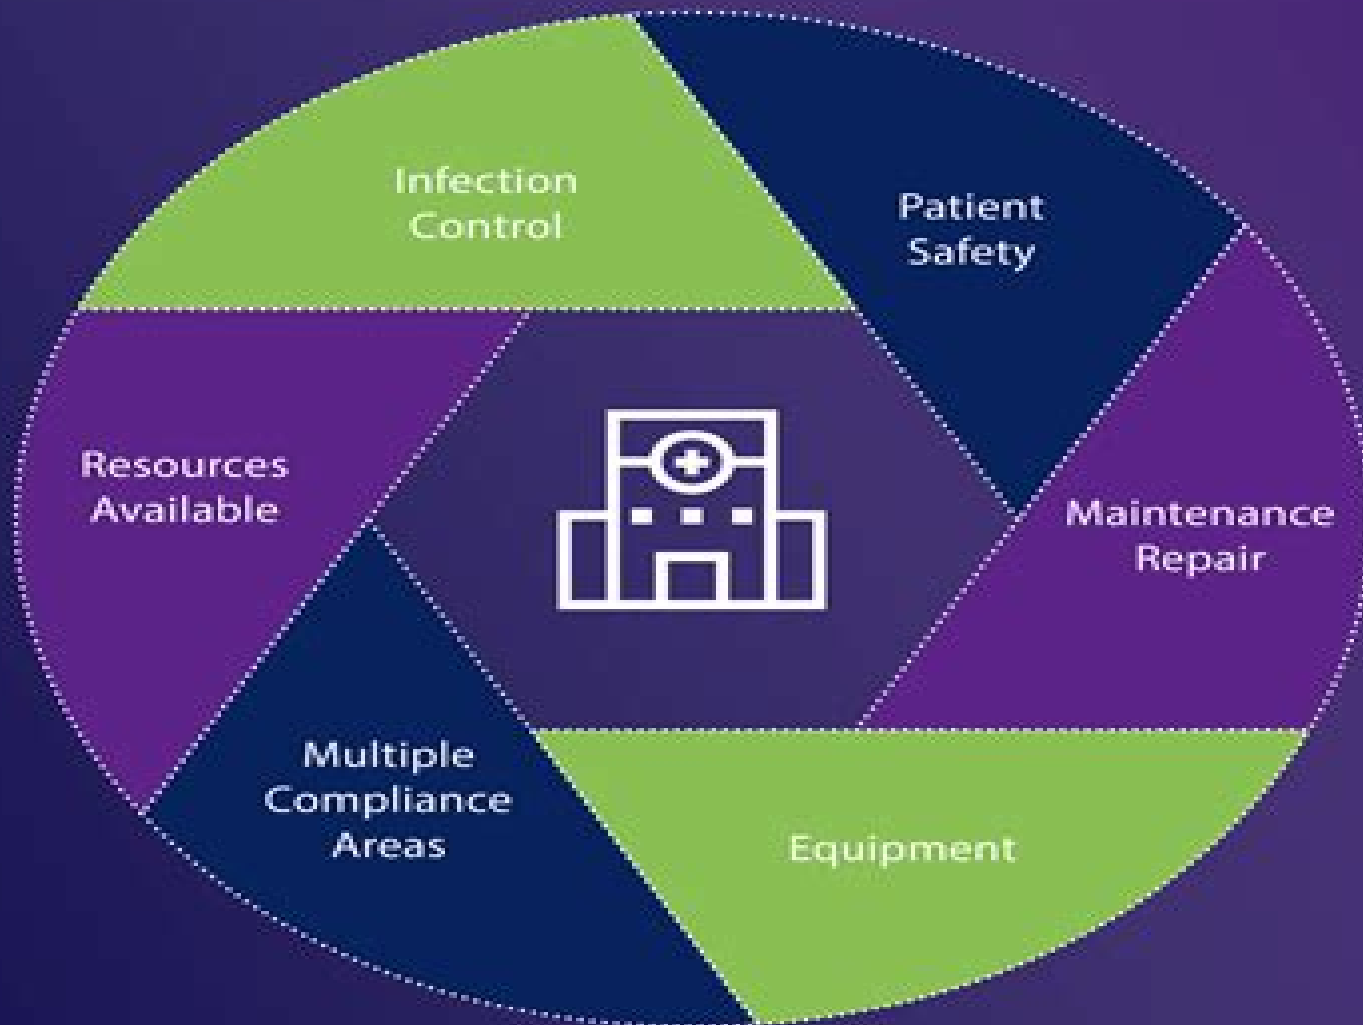 Infection
Control
Patient
Safety
Resources
Available
Maintenance
Repair
Multiple
Compliance
Areas
Equipment